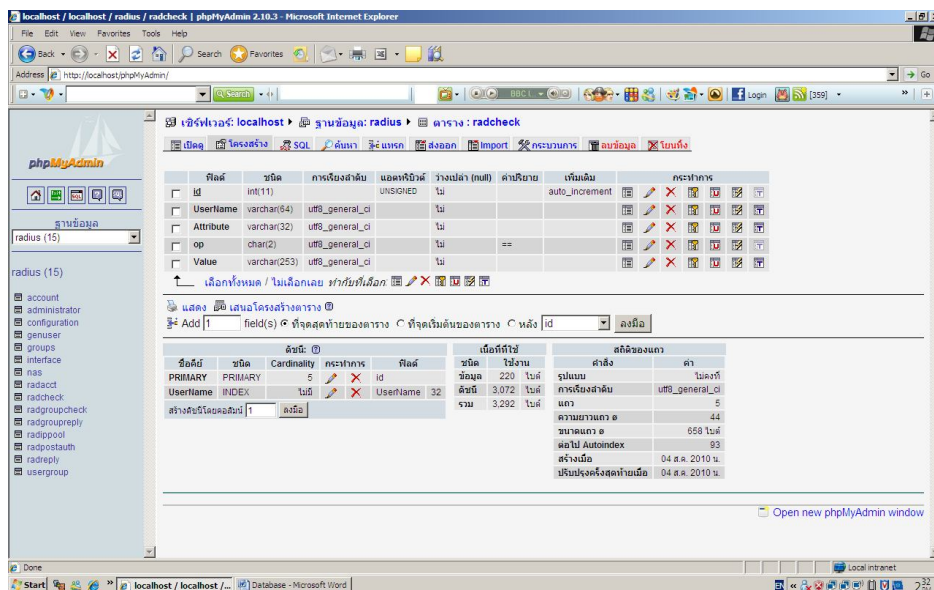 localhost / localhost / radius / radcheck | phpMyAdmin 2.10.3 - Microsoft Internet Explorer
File Edit View Favorites Tools Help
Back Search Favorites
Address http://localhost/phpMyAdmin/ Go
Search BBC Login [359] »
phpMyAdmin
ฐานข้อมูล
radius (15)
radius (15)
account
administrator
configuration
genuser
groups
interface
nas
radacct
radcheck
radgroupcheck
radgroupreply
radippool
radpostauth
radreply
usergroup
เซิร์ฟเวอร์: localhost ▶ ฐานข้อมูล: radius ▶ ตาราง : radcheck
เปิดดู โครงสร้าง SQL ค้นหา แทรก ส่งออก Import กระบวนการ ลบข้อมูล โยนทิ้ง
ฟิลด์ ชนิด การเรียงลำดับ แอตทริบิวต์ ว่างเปล่า (null) ค่าปริยาย เพิ่มเติม กระทำการ
id int(11) UNSIGNED ไม่ auto_increment
UserName varchar(64) utf8_general_ci ไม่
Attribute varchar(32) utf8_general_ci ไม่
op char(2) utf8_general_ci ไม่ ==
Value varchar(253) utf8_general_ci ไม่
เลือกทั้งหมด / ไม่เลือกเลย ทำกับที่เลือก:
แสดง เสนอโครงสร้างตาราง
Add 1 field(s) ที่จุดสุดท้ายของตาราง ที่จุดเริ่มต้นของตาราง หลัง id ลงมือ
ดัชนี:
ชื่อคีย์ ชนิด Cardinality กระทำการ ฟิลด์
PRIMARY PRIMARY 5 id
UserName INDEX ไม่มี UserName 32
สร้างดัชนีโดยคอลัมน์ 1 ลงมือ
เนื้อที่ที่ใช้
ชนิด ใช้งาน
ข้อมูล 220 ไบต์
ดัชนี 3,072 ไบต์
รวม 3,292 ไบต์
สถิติของแถว
คำสั่ง ค่า
รูปแบบ ไม่คงที่
การเรียงลำดับ utf8_general_ci
แถว 5
ความยาวแถว ø 44
ขนาดแถว ø 658 ไบต์
ต่อไป Autoindex 93
สร้างเมื่อ 04 ส.ค. 2010 น.
ปรับปรุงครั้งสุดท้ายเมื่อ 04 ส.ค. 2010 น.
Open new phpMyAdmin window
Done Local intranet
Start » localhost / localhost /... Database - Microsoft Word EN «